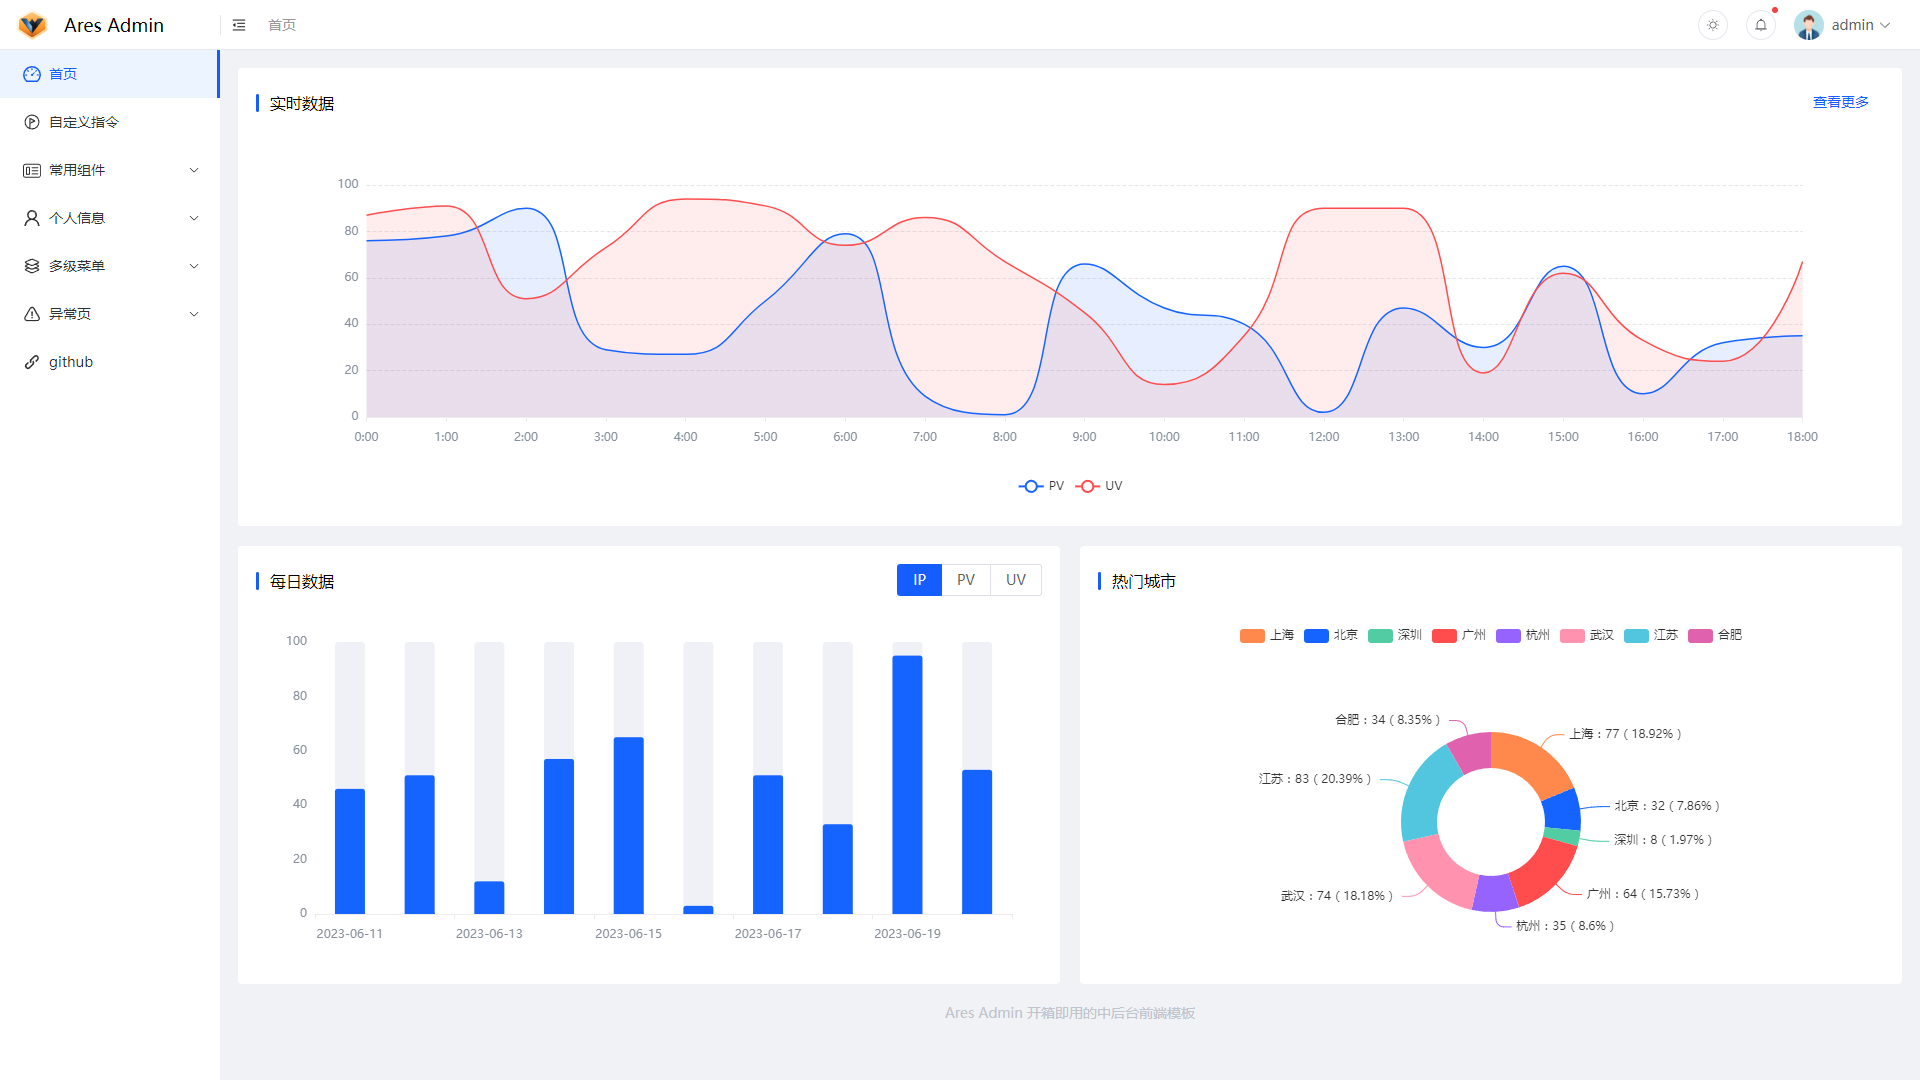 Ares Admin
首页
admin
首页
自定义指令
常用组件
个人信息
多级菜单
异常页
github
实时数据
查看更多
100
80
60
40
20
0
0:00 1:00 2:00 3:00 4:00 5:00 6:00 7:00 8:00 9:00 10:00 11:00 12:00 13:00 14:00 15:00 16:00 17:00 18:00
PV UV
每日数据
IP PV UV
100
80
60
40
20
0
2023-06-11 2023-06-13 2023-06-15 2023-06-17 2023-06-19
热门城市
上海 北京 深圳 广州 杭州 武汉 江苏 合肥
合肥：34 ( 8.35% )
上海：77 ( 18.92% )
江苏：83 ( 20.39% )
北京：32 ( 7.86% )
深圳：8 ( 1.97% )
武汉：74 ( 18.18% )
广州：64 ( 15.73% )
杭州：35 ( 8.6% )
Ares Admin 开箱即用的中后台前端模板